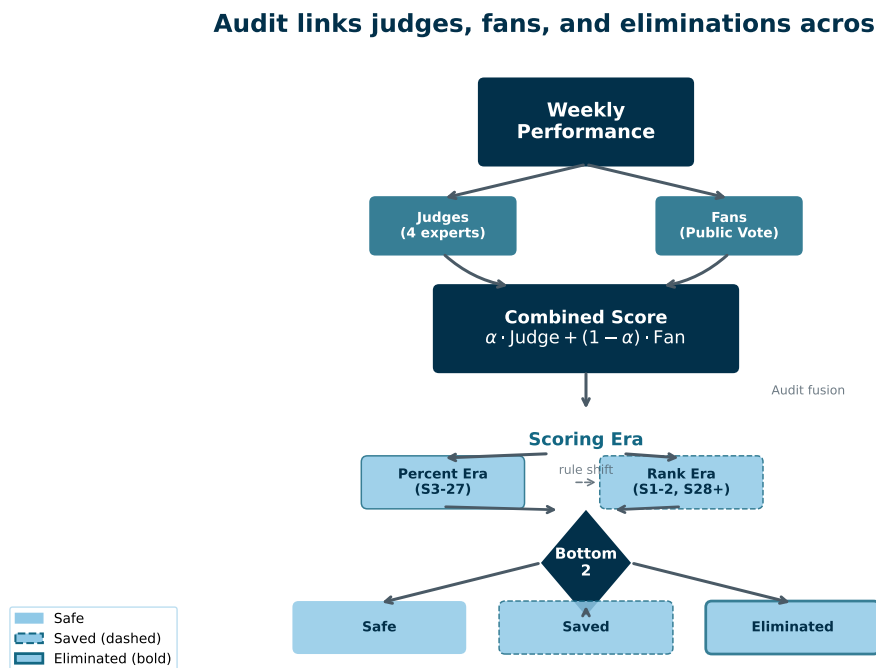 Audit links judges, fans, and eliminations acros
Weekly
Performance
Judges
(4 experts)
Fans
(Public Vote)
Combined Score
α · Judge + (1 − α) · Fan
Audit fusion
Scoring Era
rule shift
Percent Era
(S3-27)
Rank Era
(S1-2, S28+)
Bottom
2
Safe
Saved
Eliminated
Safe
Saved (dashed)
Eliminated (bold)